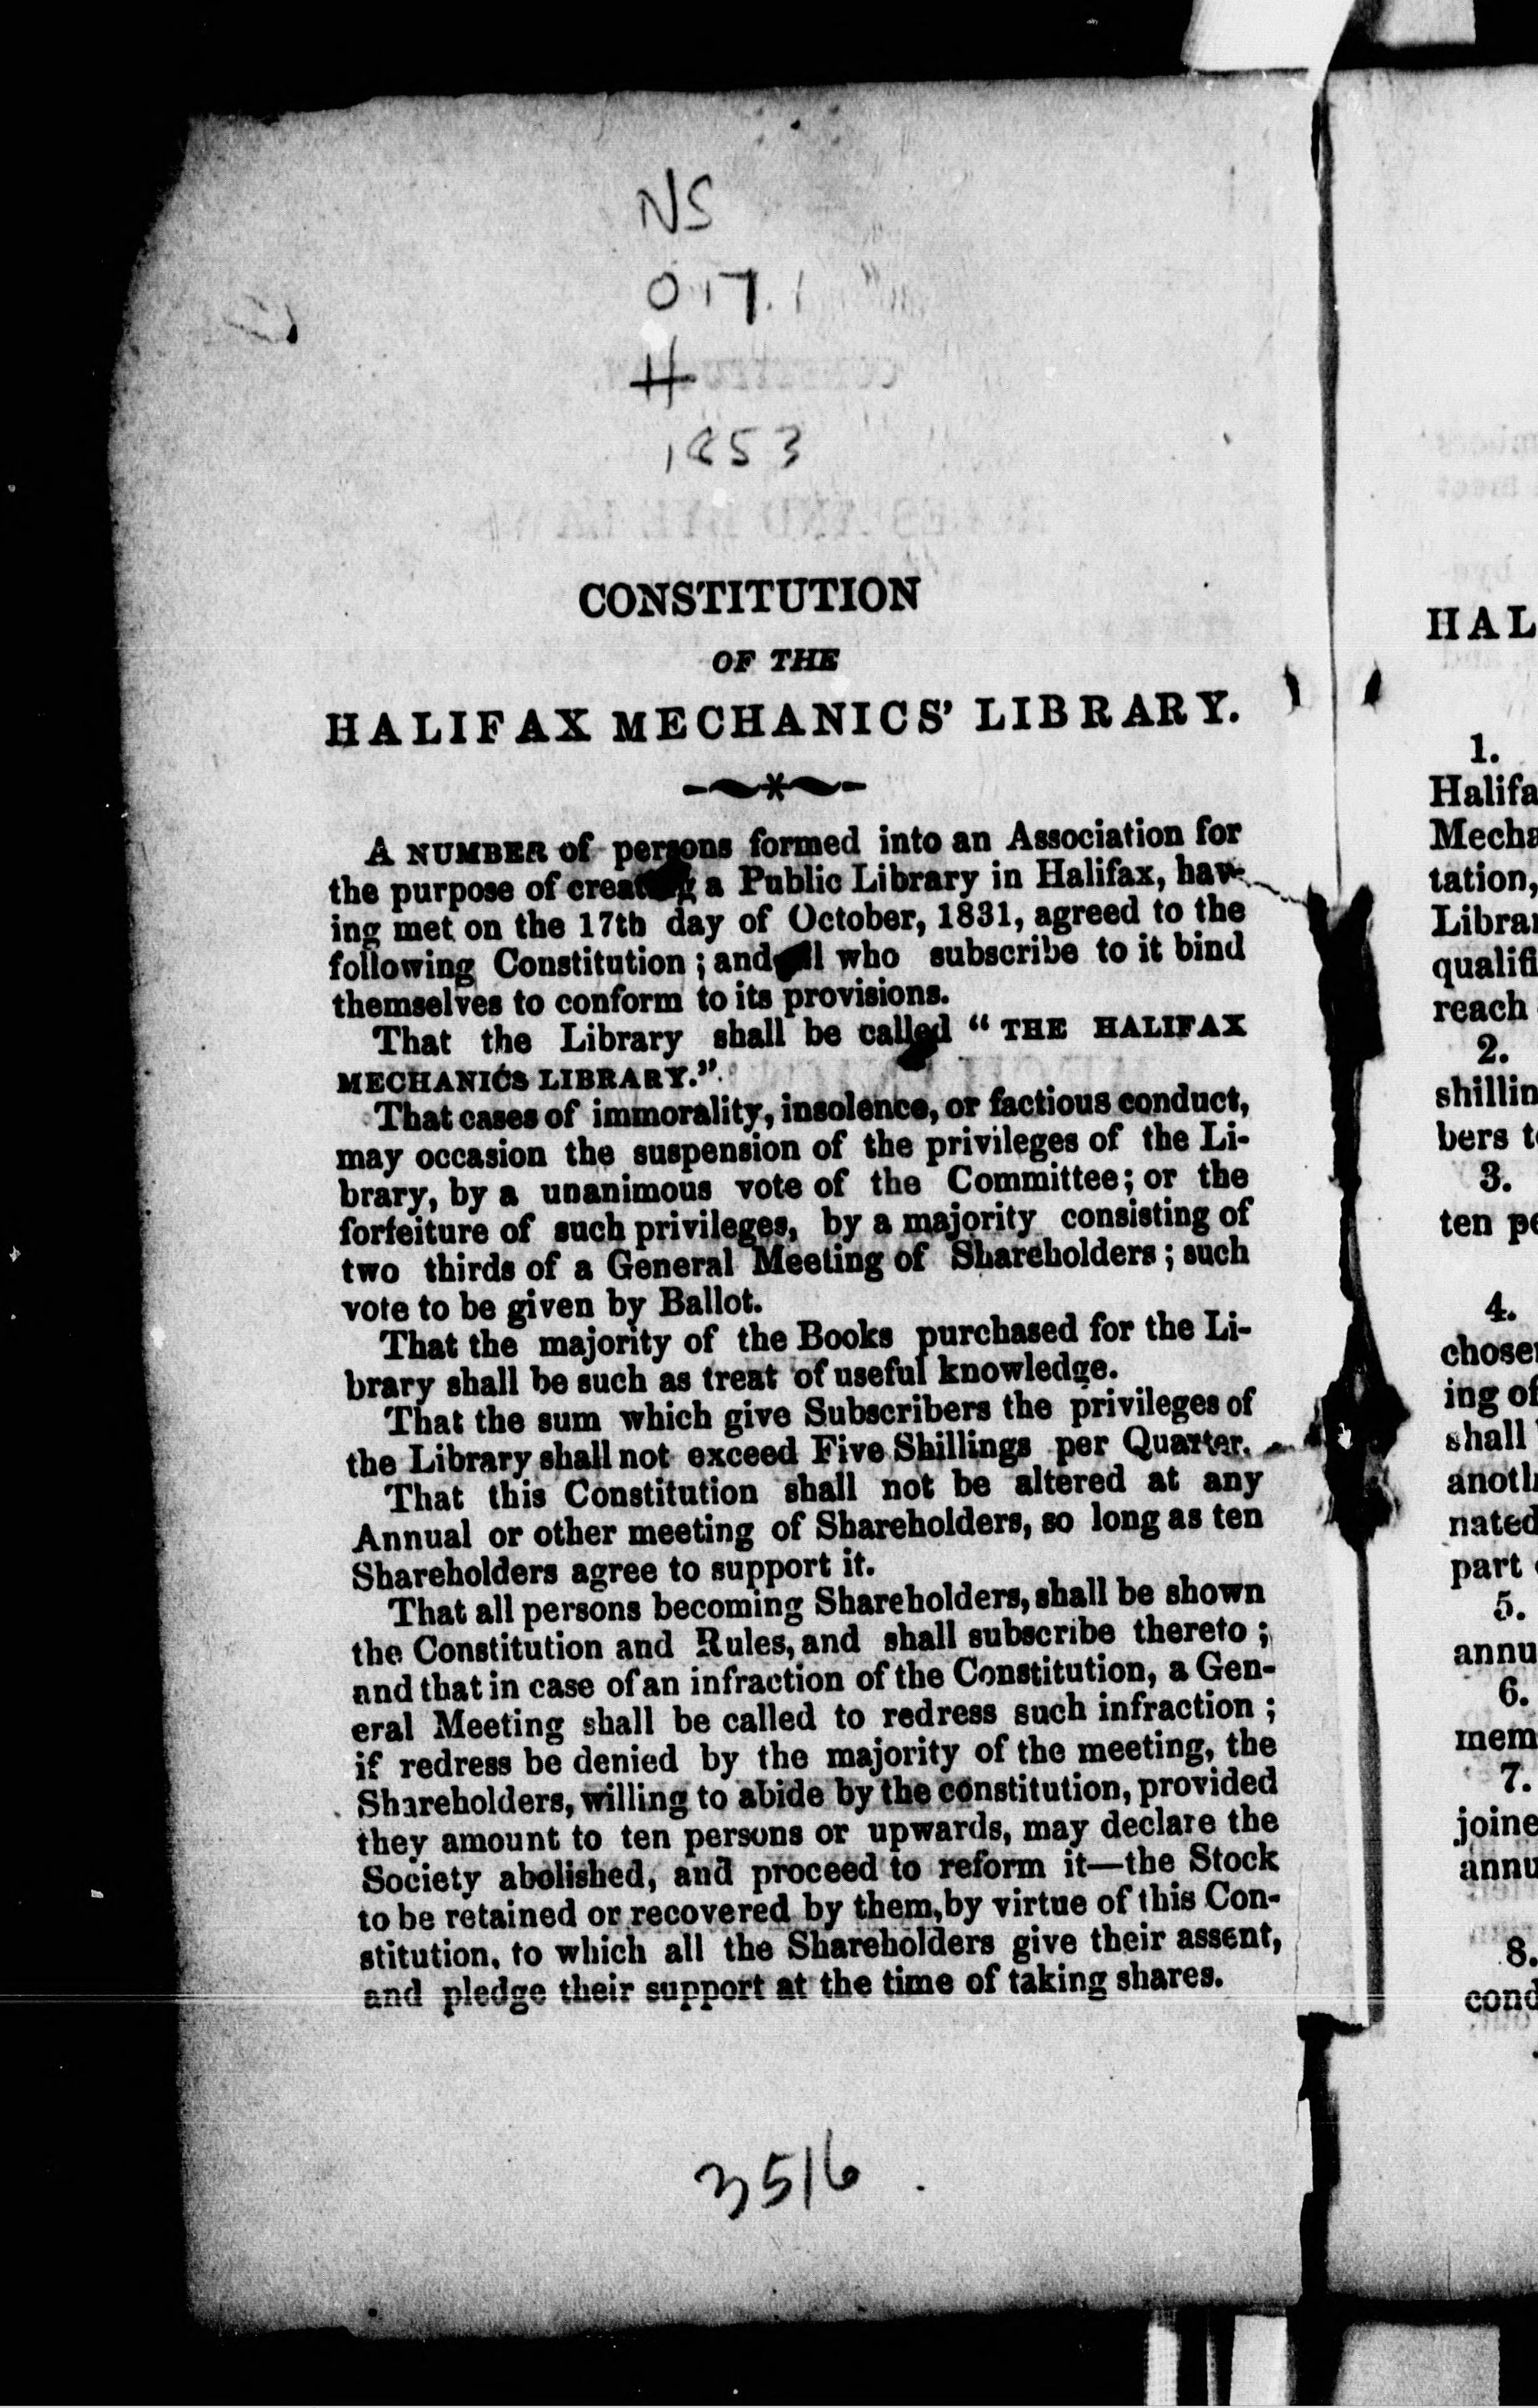 NS
017.1
H
1853
CONSTITUTION
OF THE
HALIFAX MECHANICS' LIBRARY.
A NUMBER of persons formed into an Association for
the purpose of creating a Public Library in Halifax, hav-
ing met on the 17th day of October, 1831, agreed to the
following Constitution ; and all who subscribe to it bind
themselves to conform to its provisions.
That the Library shall be called "THE HALIFAX
MECHANICS LIBRARY."
That cases of immorality, insolence, or factious conduct,
may occasion the suspension of the privileges of the Li-
brary, by a unanimous vote of the Committee; or the
forfeiture of such privileges, by a majority consisting of
two thirds of a General Meeting of Shareholders ; such
vote to be given by Ballot.
That the majority of the Books purchased for the Li-
brary shall be such as treat of useful knowledge.
That the sum which give Subscribers the privileges of
the Library shall not exceed Five Shillings per Quarter.
That this Constitution shall not be altered at any
Annual or other meeting of Shareholders, so long as ten
Shareholders agree to support it.
That all persons becoming Shareholders, shall be shown
the Constitution and Rules, and shall subscribe thereto ;
and that in case of an infraction of the Constitution, a Gen-
eral Meeting shall be called to redress such infraction ;
if redress be denied by the majority of the meeting, the
Shareholders, willing to abide by the constitution, provided
they amount to ten persons or upwards, may declare the
Society abolished, and proceed to reform it—the Stock
to be retained or recovered by them, by virtue of this Con-
stitution, to which all the Shareholders give their assent,
and pledge their support at the time of taking shares.
3516
HAL
1.
Halifa
Mecha
tation,
Librar
qualifi
reach
2.
shillin
bers t
3.
ten pe
4.
chose
ing of
shall
anoth
nated
part
5.
annu
6.
mem
7.
joine
annu
8.
cond